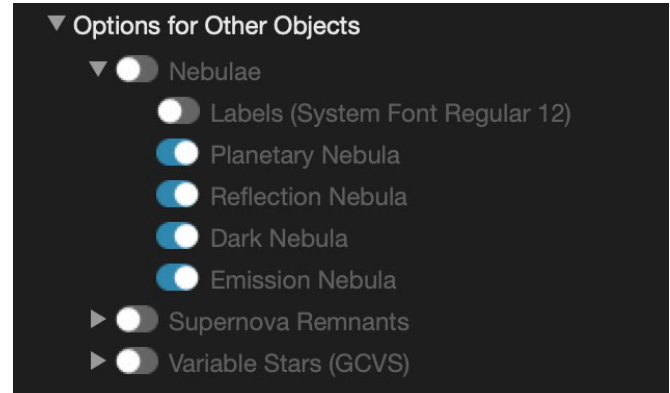 Options for Other Objects
Nebulae
Labels (System Font Regular 12)
Planetary Nebula
Reflection Nebula
Dark Nebula
Emission Nebula
Supernova Remnants
Variable Stars (GCVS)